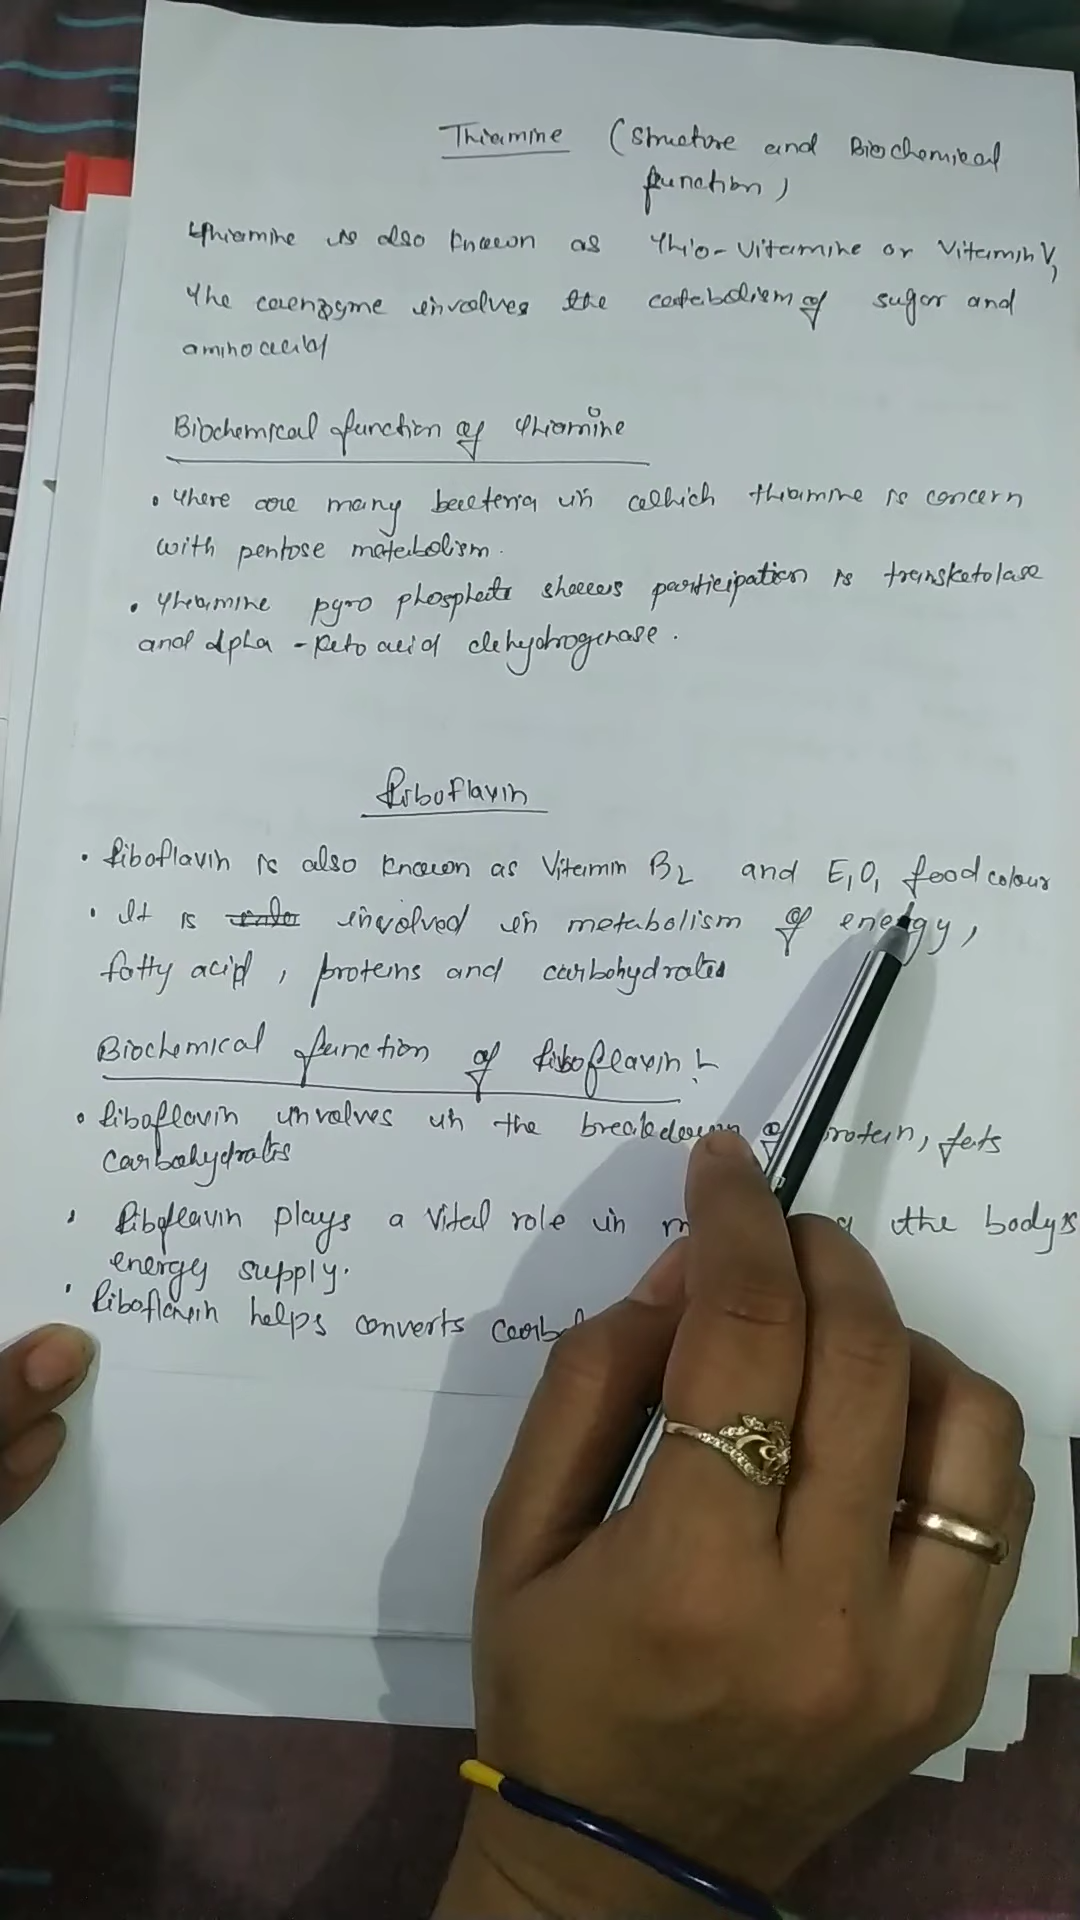 Thiamine (Structure and Biochemical
function)
Thiamine is also known as Thio-Vitamine or Vitamin V,
The coenzyme involves the catabolism of sugar and
amino acid
Biochemical function of Thiamine
• There are many bacteria in which thiamine is concern
with pentose metabolism.
• Thiamine pyro phosphate shows participation is transketolase
and alpha - keto acid dehydrogenase.
Riboflavin
• Riboflavin is also known as Vitamin B2 and E,O, food colour
• It is involved in metabolism of energy,
fatty acid, proteins and carbohydrates
Biochemical function of Riboflavin :-
• Riboflavin involves in the breakdown of protein, fats
carbohydrates
• Riboflavin plays a vital role in the body's
energy supply.
• Riboflavin helps converts